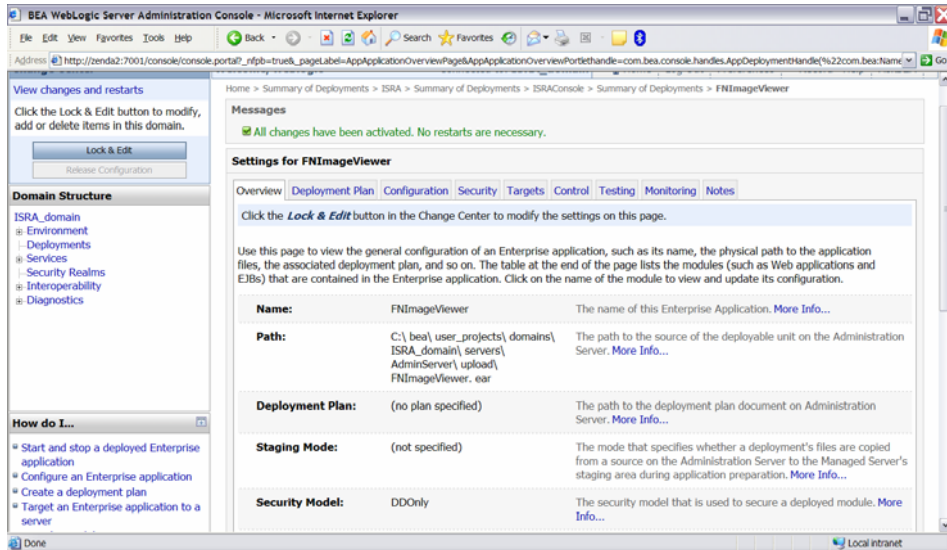 BEA WebLogic Server Administration Console - Microsoft Internet Explorer
File Edit View Favorites Tools Help
Back Search Favorites
Address http://zenda2:7001/console/console.portal?_nfpb=true&_pageLabel=AppApplicationOverviewPage&AppApplicationOverviewPortlethandle=com.bea.console.handles.AppDeploymentHandle(%22com.bea:Name Go
View changes and restarts
Click the Lock & Edit button to modify,
add or delete items in this domain.
Lock & Edit
Release Configuration
Domain Structure
ISRA_domain
Environment
Deployments
Services
Security Realms
Interoperability
Diagnostics
How do I...
Start and stop a deployed Enterprise
application
Configure an Enterprise application
Create a deployment plan
Target an Enterprise application to a
server
Home > Summary of Deployments > ISRA > Summary of Deployments > ISRAConsole > Summary of Deployments > FNImageViewer
Messages
All changes have been activated. No restarts are necessary.
Settings for FNImageViewer
Overview Deployment Plan Configuration Security Targets Control Testing Monitoring Notes
Click the Lock & Edit button in the Change Center to modify the settings on this page.
Use this page to view the general configuration of an Enterprise application, such as its name, the physical path to the application
files, the associated deployment plan, and so on. The table at the end of the page lists the modules (such as Web applications and
EJBs) that are contained in the Enterprise application. Click on the name of the module to view and update its configuration.
Name: FNImageViewer The name of this Enterprise Application. More Info...
Path: C:\ bea\ user_projects\ domains\ The path to the source of the deployable unit on the Administration
ISRA_domain\ servers\ Server. More Info...
AdminServer\ upload\
FNImageViewer. ear
Deployment Plan: (no plan specified) The path to the deployment plan document on Administration
Server. More Info...
Staging Mode: (not specified) The mode that specifies whether a deployment's files are copied
from a source on the Administration Server to the Managed Server's
staging area during application preparation. More Info...
Security Model: DDOnly The security model that is used to secure a deployed module. More
Info...
Done Local intranet